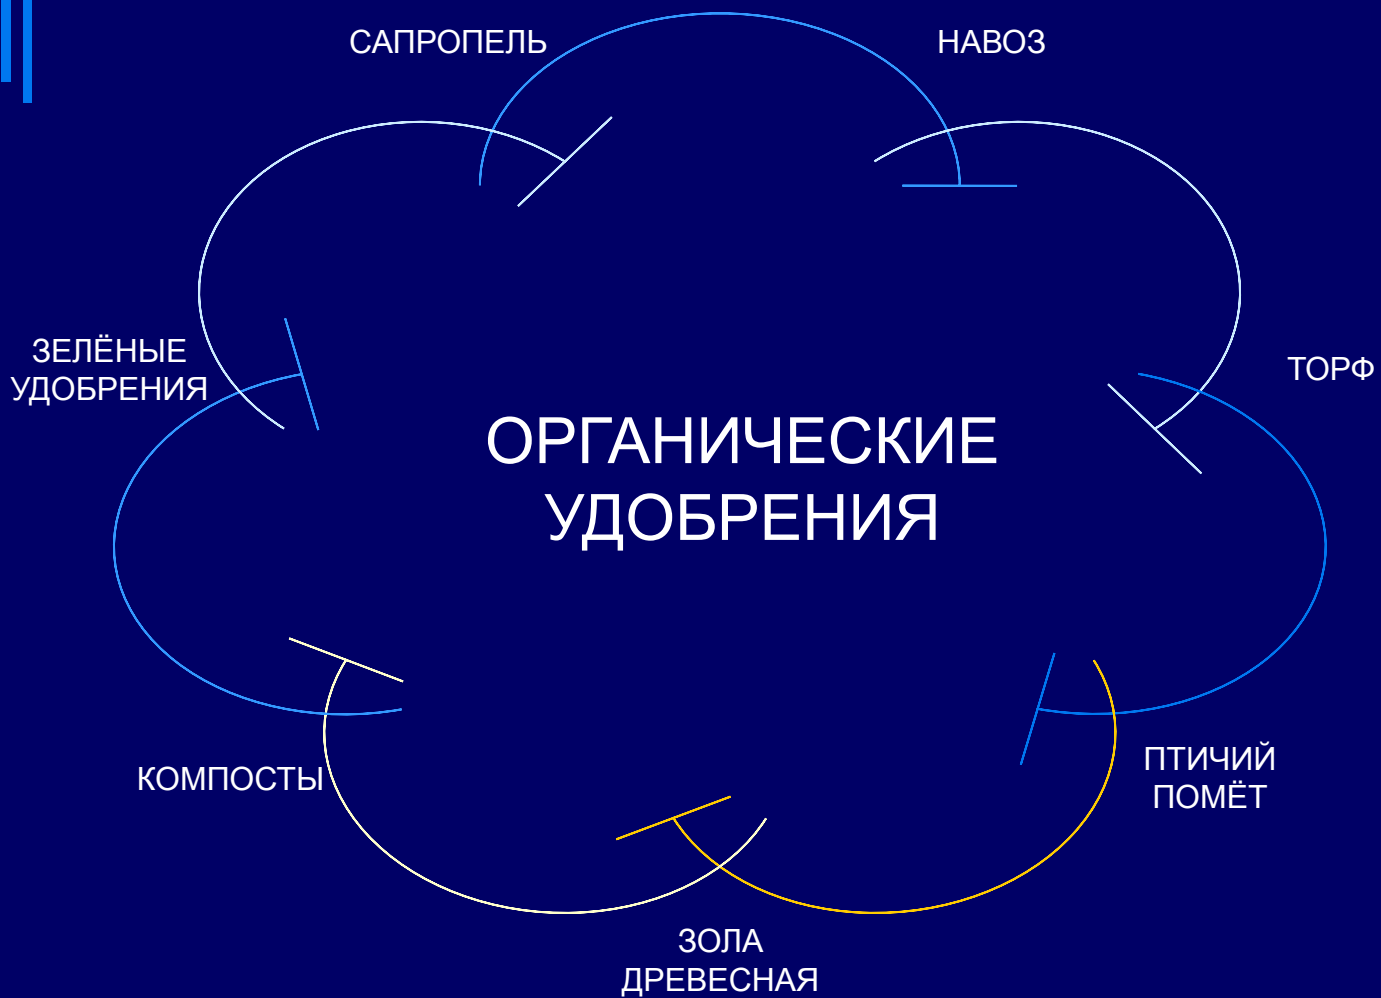 САПРОПЕЛЬ
НАВОЗ
ЗЕЛЁНЫЕ
УДОБРЕНИЯ
ТОРФ
ОРГАНИЧЕСКИЕ
УДОБРЕНИЯ
КОМПОСТЫ
ПТИЧИЙ
ПОМЁТ
ЗОЛА
ДРЕВЕСНАЯ